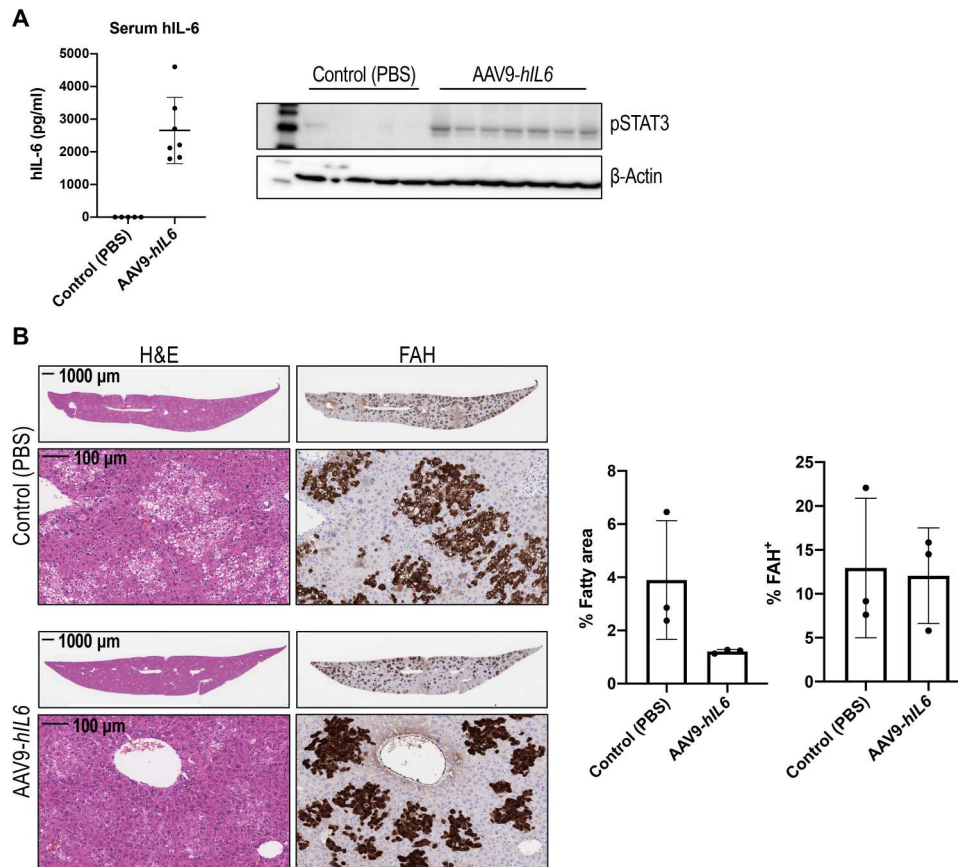 A
Serum hIL-6
hIL-6 (pg/ml)
5000
4000
3000
2000
1000
0
Control (PBS)
AAV9-hIL6
Control (PBS) AAV9-hIL6
pSTAT3
β-Actin
B
H&E FAH
Control (PBS)
1000 µm
100 µm
AAV9-hIL6
1000 µm
100 µm
% Fatty area
8
6
4
2
0
Control (PBS)
AAV9-hIL6
% FAH+
25
20
15
10
5
0
Control (PBS)
AAV9-hIL6